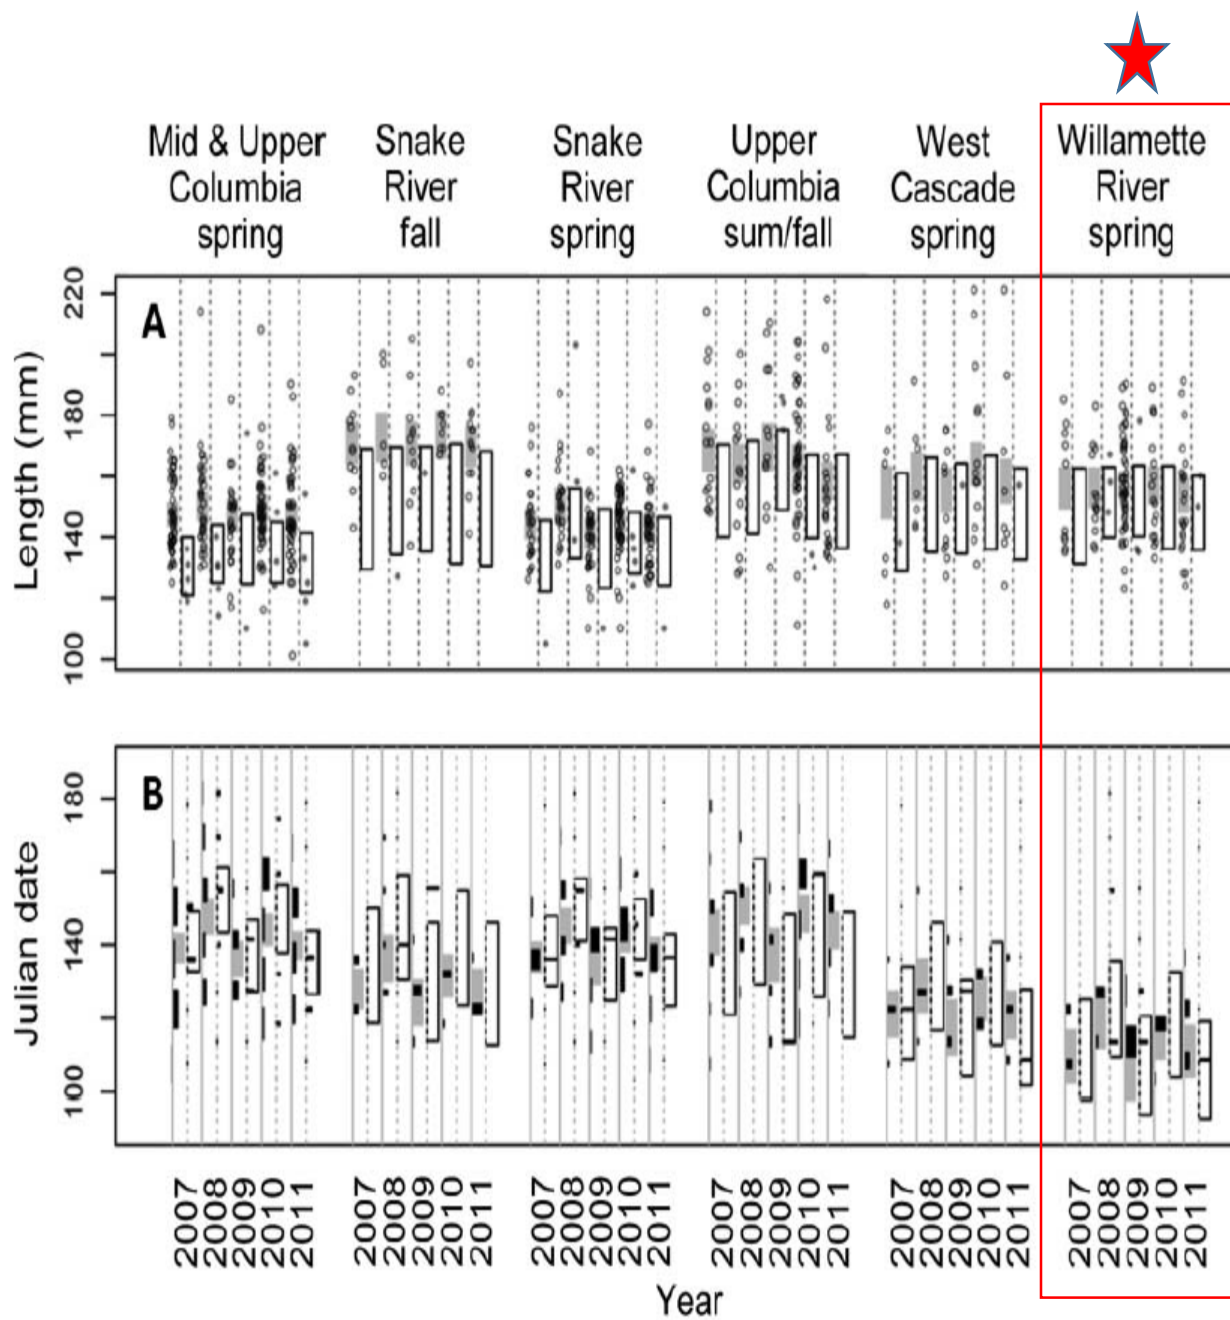 Mid & Upper
Columbia
spring
Snake
River
fall
Snake
River
spring
Upper
Columbia
sum/fall
West
Cascade
spring
Willamette
River
spring
A
Length (mm)
220
180
140
100
B
Julian date
180
140
100
2007 2008 2009 2010 2011
2007 2008 2009 2010 2011
2007 2008 2009 2010 2011
2007 2008 2009 2010 2011
2007 2008 2009 2010 2011
2007 2008 2009 2010 2011
Year